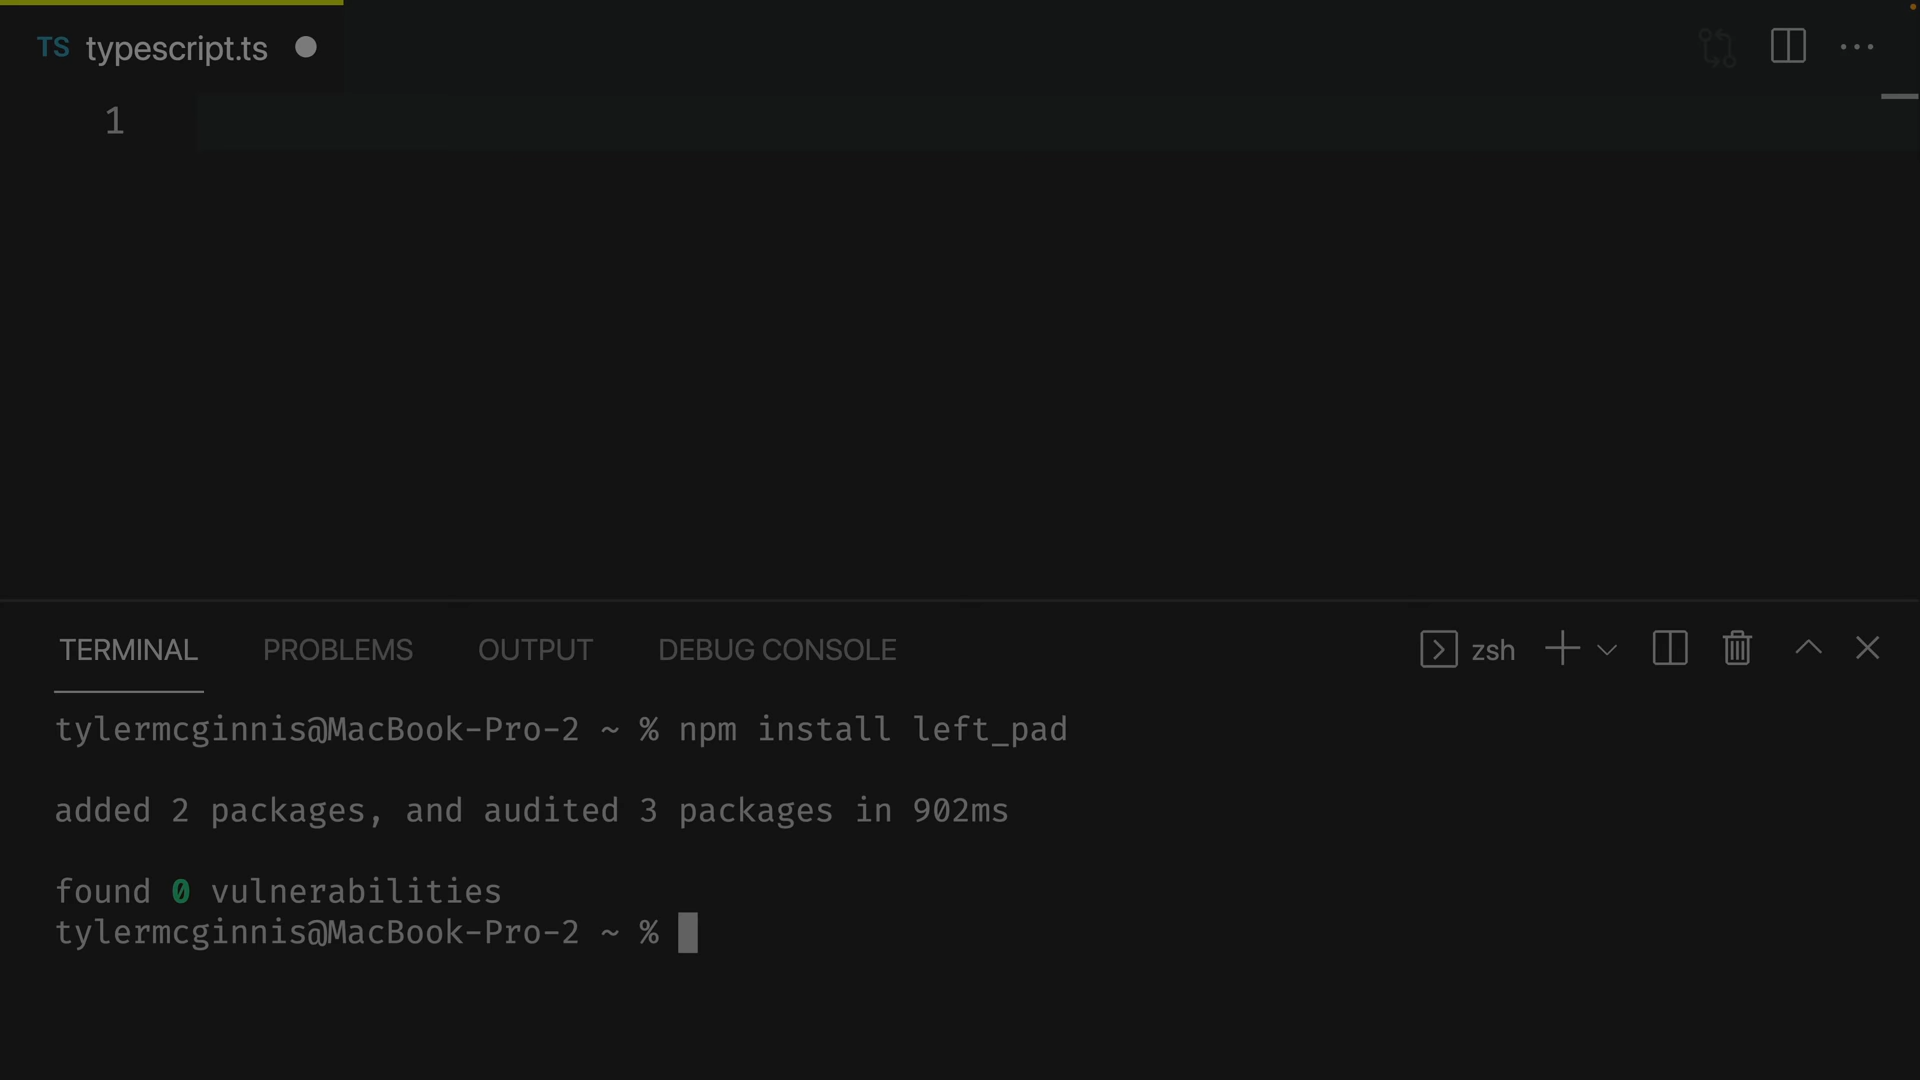 TS typescript.ts
1
TERMINAL PROBLEMS OUTPUT DEBUG CONSOLE zsh
tylermcginnis@MacBook-Pro-2 ~ % npm install left_pad
added 2 packages, and audited 3 packages in 902ms
found 0 vulnerabilities
tylermcginnis@MacBook-Pro-2 ~ %